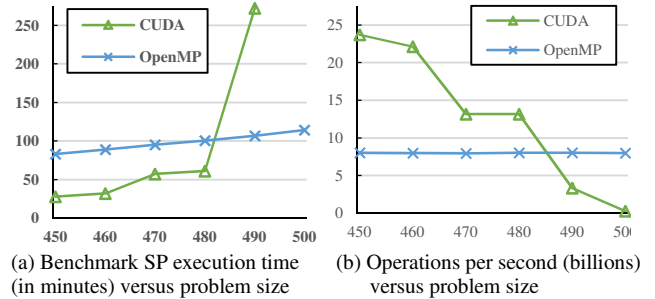 250
200
150
100
50
0
CUDA
OpenMP
450 460 470 480 490 500
(a) Benchmark SP execution time
(in minutes) versus problem size
25
20
15
10
5
0
CUDA
OpenMP
450 460 470 480 490 500
(b) Operations per second (billions)
versus problem size